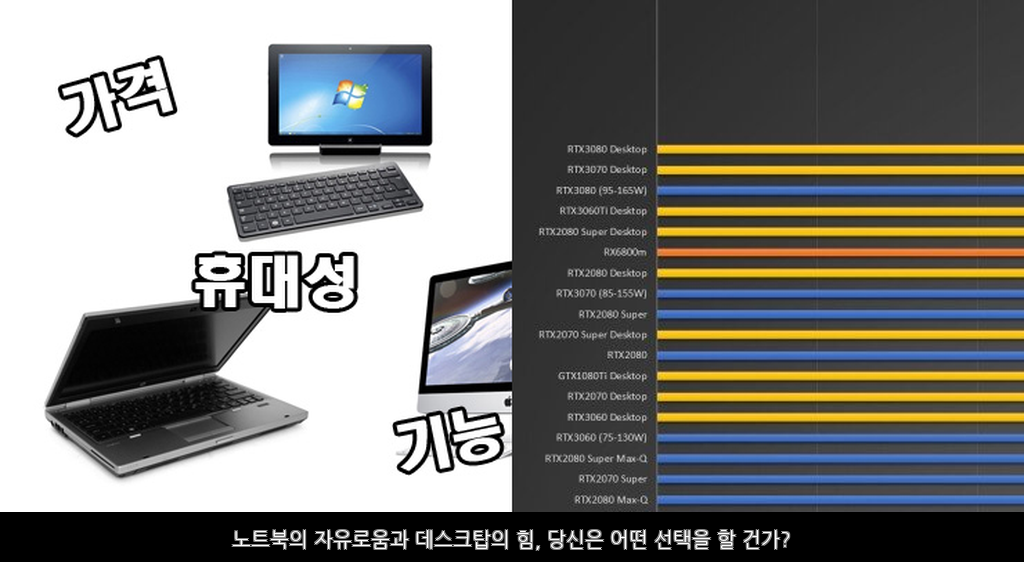 가격
휴대성
기능
RTX3080 Desktop
RTX3070 Desktop
RTX3080 (95-165W)
RTX3060Ti Desktop
RTX2080 Super Desktop
RX6800m
RTX2080 Desktop
RTX3070 (85-155W)
RTX2080 Super
RTX2070 Super Desktop
RTX2080
GTX1080Ti Desktop
RTX2070 Desktop
RTX3060 Desktop
RTX3060 (75-130W)
RTX2080 Super Max-Q
RTX2070 Super
RTX2080 Max-Q
노트북의 자유로움과 데스크탑의 힘, 당신은 어떤 선택을 할 건가?